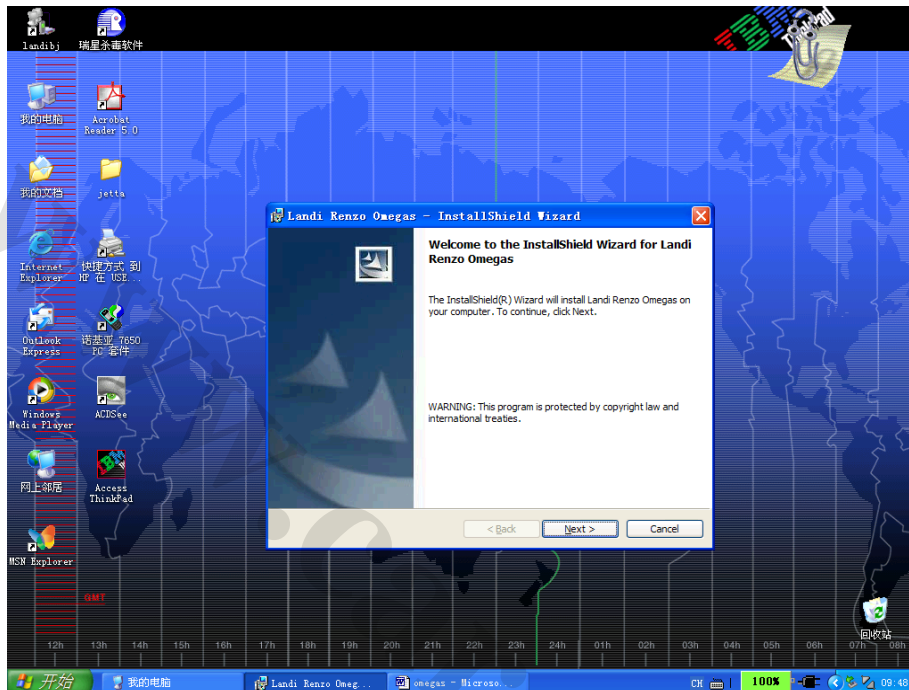 landibj
瑞星杀毒软件
IBM
ThinkPad
我的电脑
Acrobat
Reader 5.0
我的文档
jetta
Internet
Explorer
快捷方式 到
HP 在 USB...
Outlook
Express
诺基亚 7650
PC 套件
Windows
Media Player
ACDSee
网上邻居
Access
ThinkPad
MSN Explorer
Landi Renzo Omegas - InstallShield Wizard
Welcome to the InstallShield Wizard for Landi
Renzo Omegas
The InstallShield(R) Wizard will install Landi Renzo Omegas on
your computer. To continue, click Next.
WARNING: This program is protected by copyright law and
international treaties.
< Back
Next >
Cancel
GMT
回收站
12h 13h 14h 15h 16h 17h 18h 19h 20h 21h 22h 23h 24h 01h 02h 03h 04h 05h 06h 07h 08h
开始
我的电脑
Landi Renzo Omeg...
omegas - Microso...
CH
100%
09:48